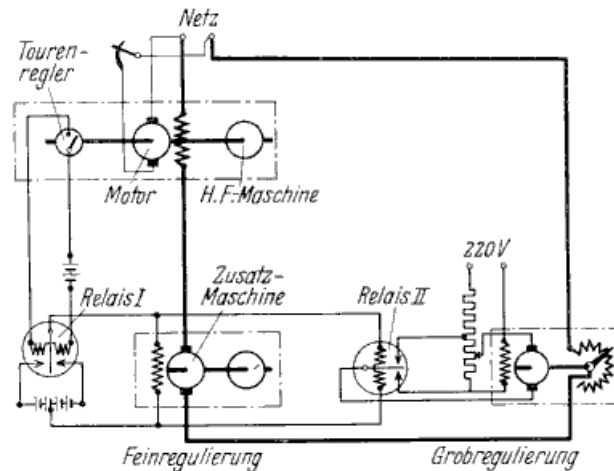 Netz
Touren-
regler
Motor
H.F.-Maschine
220V
Zusatz-
Maschine
Relais I
Relais II
Feinregulierung
Grobregulierung